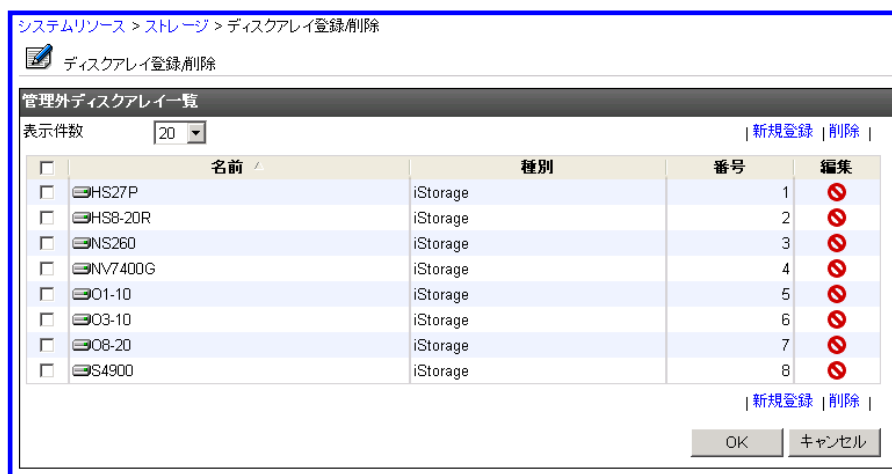 システムリソース > ストレージ > ディスクアレイ登録/削除
ディスクアレイ登録/削除
管理外ディスクアレイ一覧
表示件数 20 | 新規登録 | 削除 |
名前 種別 番号 編集
HS27P iStorage 1
HS8-20R iStorage 2
NS260 iStorage 3
NV7400G iStorage 4
O1-10 iStorage 5
O3-10 iStorage 6
O8-20 iStorage 7
S4900 iStorage 8
| 新規登録 | 削除 |
OK キャンセル